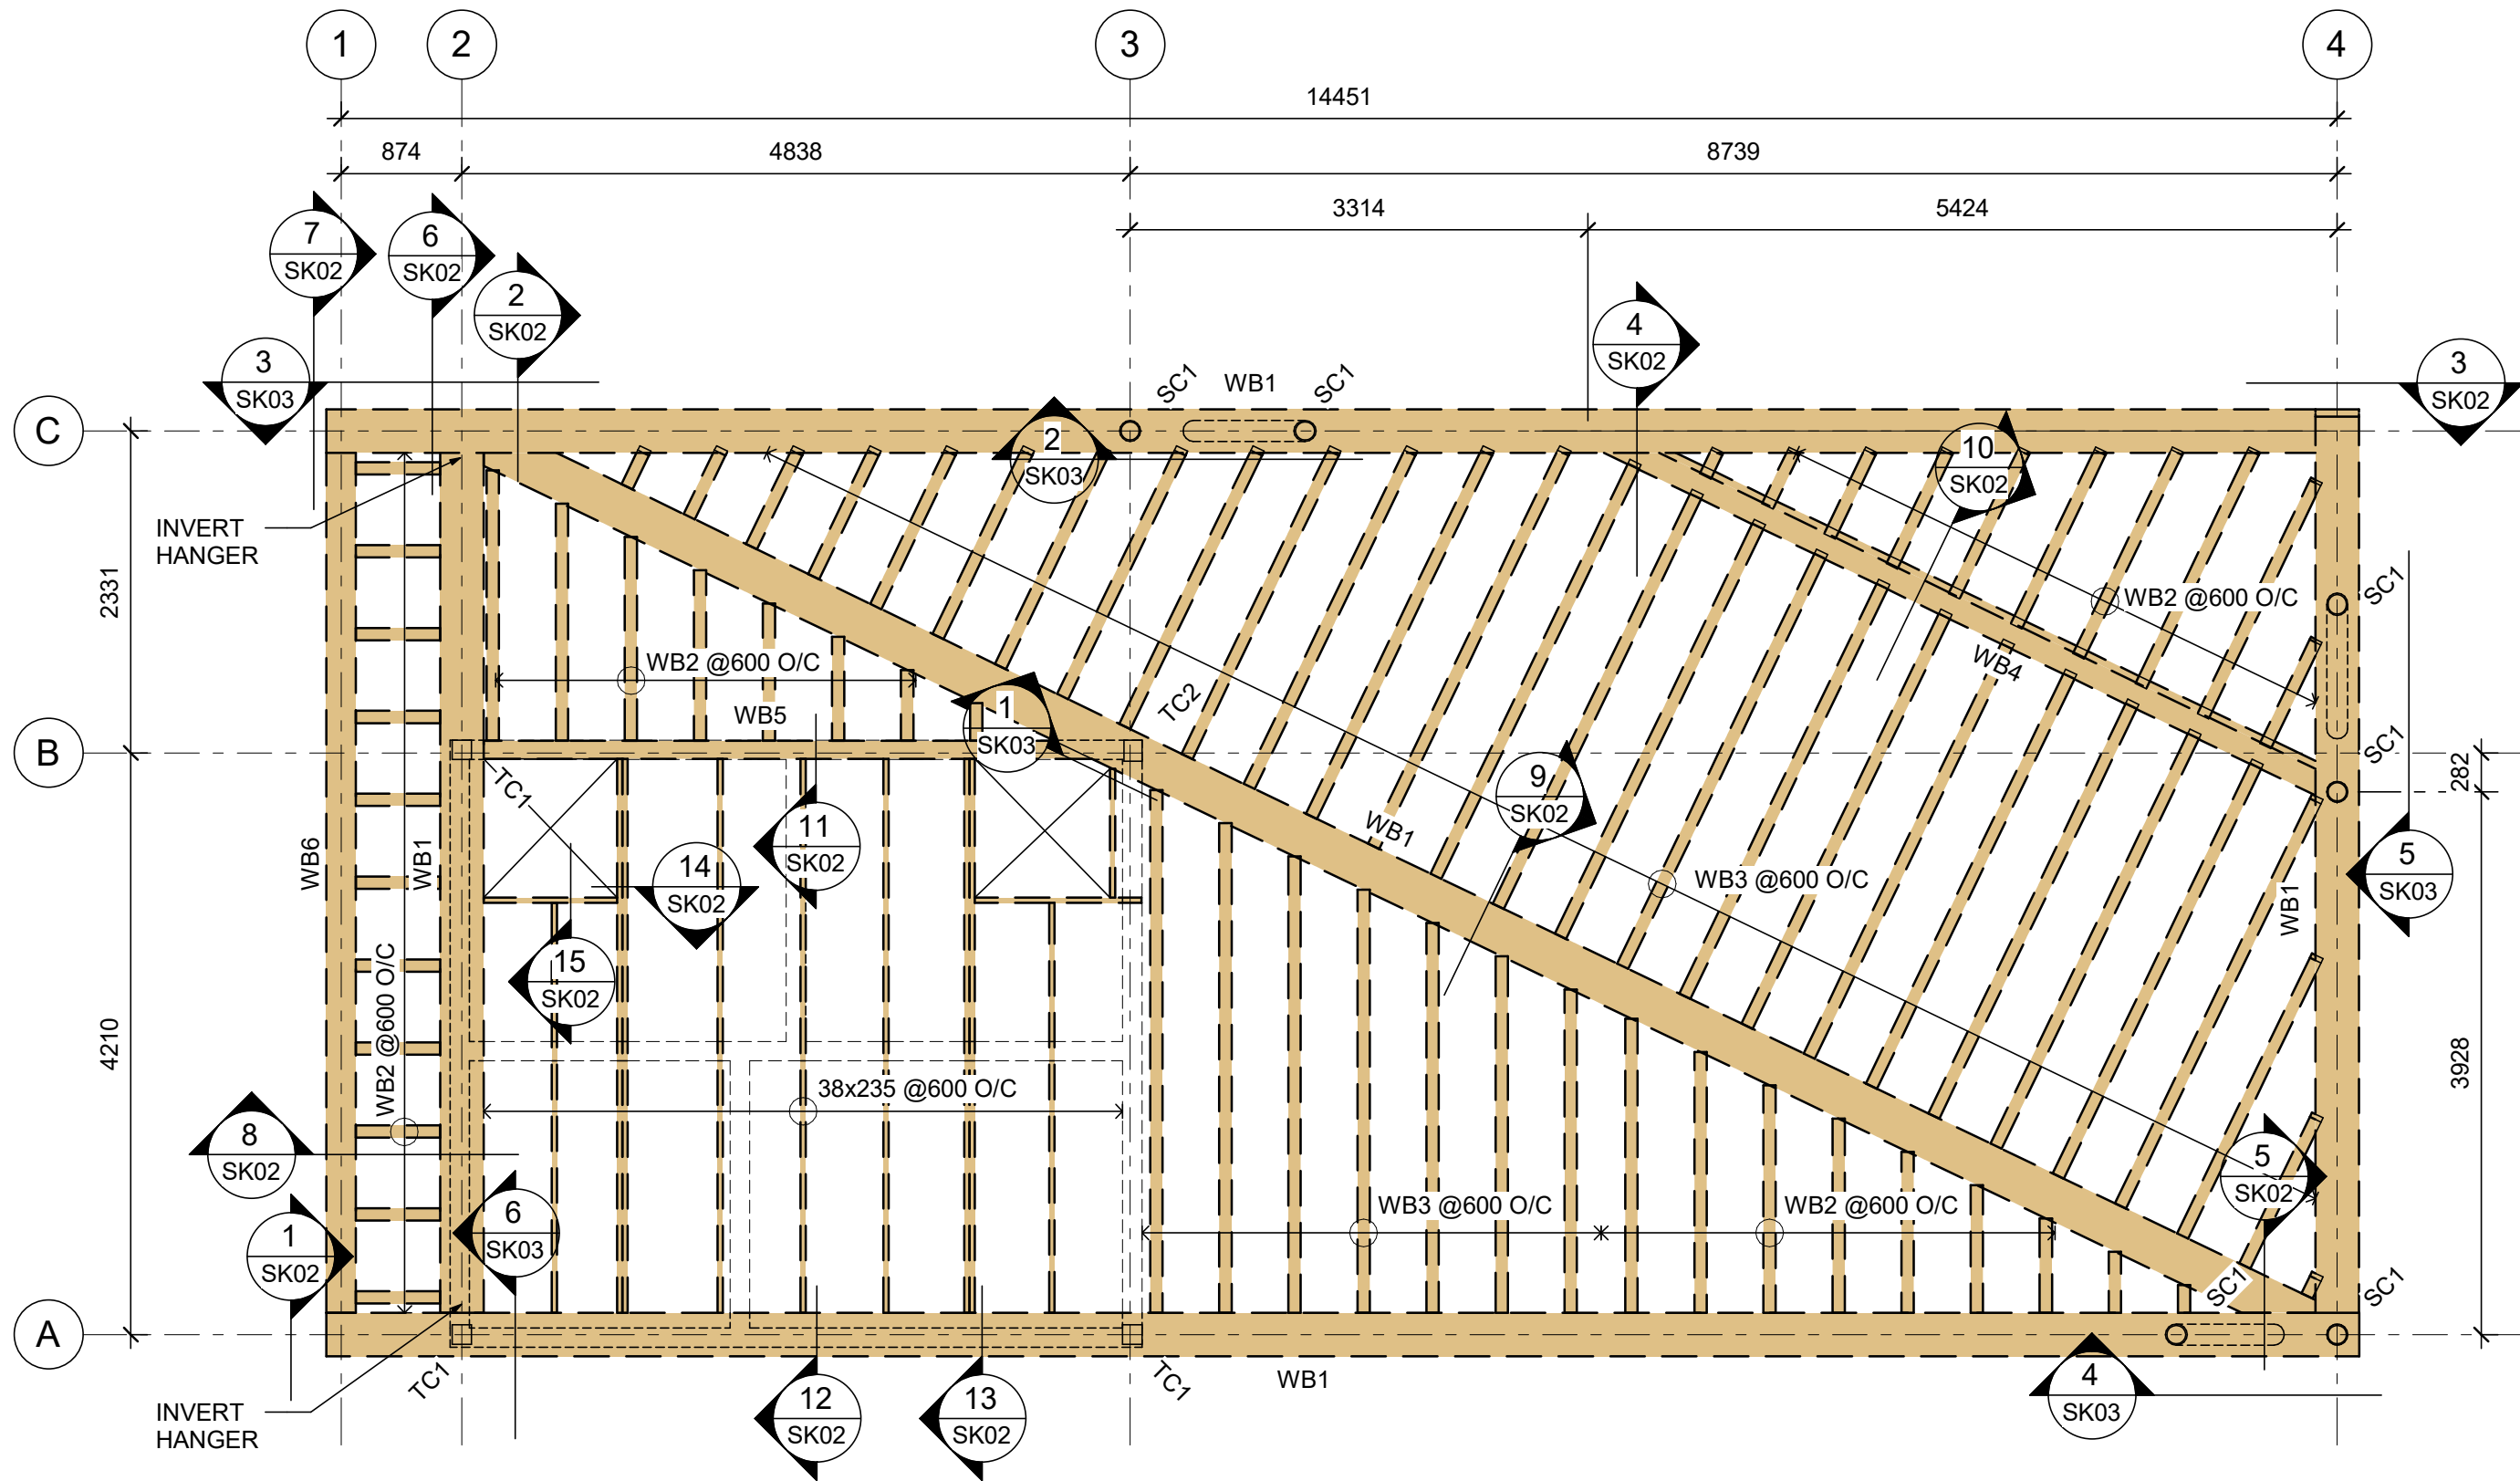 1
2
3
4
14451
874
4838
8739
3314
5424
7
SK02
6
SK02
2
SK02
4
SK02
3
SK03
3
SK02
SC1
WB1
SC1
C
2
SK03
10
SK02
INVERT
HANGER
2331
SC1
WB2 @600 O/C
WB4
WB2 @600 O/C
TC2
WB5
1
SK03
SC1
B
282
TC1
9
SK02
11
SK02
WB1
WB6
WB1
14
SK02
WB3 @600 O/C
5
SK03
WB1
15
SK02
WB2 @600 O/C
4210
3928
38x235 @600 O/C
8
SK02
5
SK02
WB3 @600 O/C
WB2 @600 O/C
6
SK03
1
SK02
SC1
SC1
A
TC1
TC1
WB1
INVERT
HANGER
12
SK02
13
SK02
4
SK03